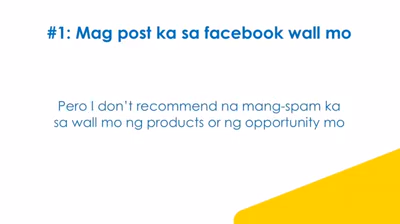 #1: Mag post ka sa facebook wall mo
Pero I don't recommend na mang-spam ka
sa wall mo ng products or ng opportunity mo